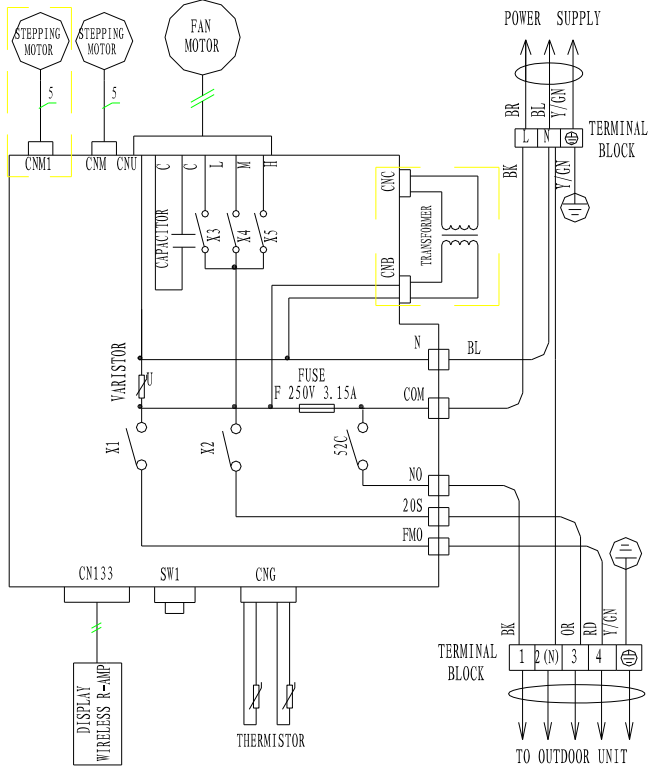 STEPPING
MOTOR
STEPPING
MOTOR
FAN
MOTOR
POWER SUPPLY
5
5
BR
BL
Y/GN
L
N
TERMINAL
BLOCK
CNM1
CNM
CNU
C
C
L
M
H
BK
Y/GN
CAPACITOR
X3
X4
X5
CNC
TRANSFORMER
CNB
N
BL
VARISTOR
U
FUSE
F 250V 3.15A
COM
X1
X2
52C
NO
20S
FMO
CN133
SW1
CNG
BK
OR
RD
Y/GN
TERMINAL
BLOCK
1
2(N)
3
4
DISPLAY
WIRELESS R-AMP
THERMISTOR
TO OUTDOOR UNIT